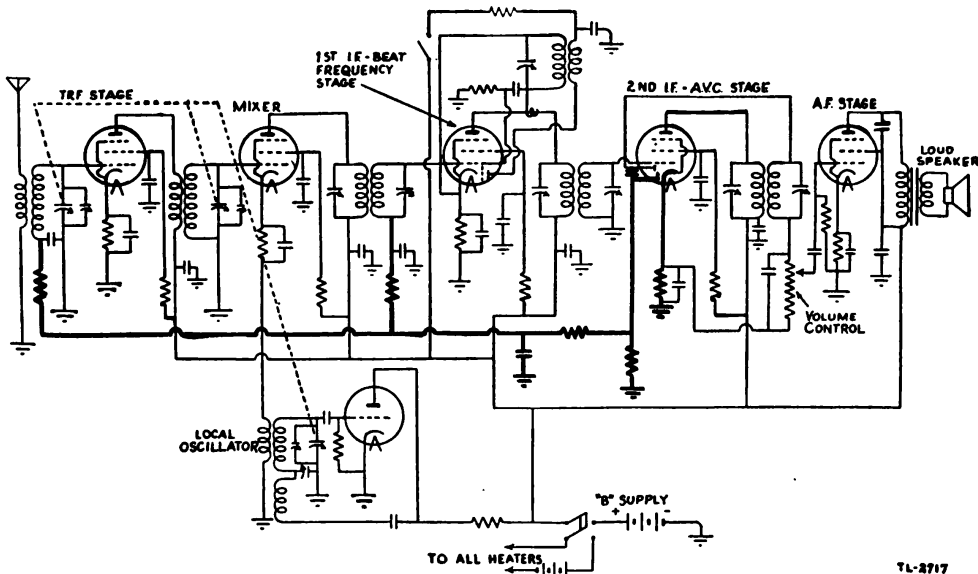 1ST I.F.-BEAT
FREQUENCY
STAGE
TRF STAGE
MIXER
2ND I.F.-A.V.C. STAGE
A.F. STAGE
LOUD
SPEAKER
VOLUME
CONTROL
LOCAL
OSCILLATOR
"B" SUPPLY
+ -
TO ALL HEATERS
TL-2717